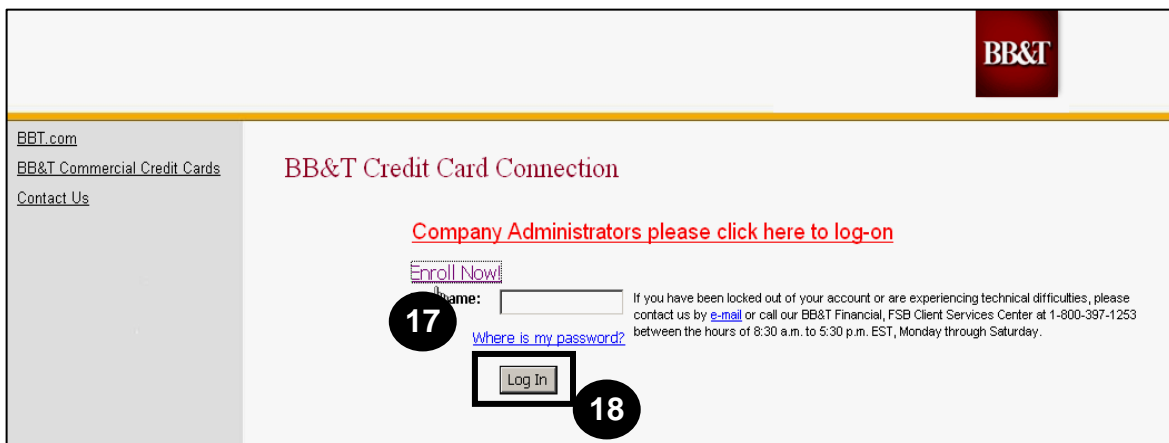 BB&T
BBT.com
BB&T Commercial Credit Cards
Contact Us
BB&T Credit Card Connection
Company Administrators please click here to log-on
Enroll Now!
ame:
If you have been locked out of your account or are experiencing technical difficulties, please
contact us by e-mail or call our BB&T Financial, FSB Client Services Center at 1-800-397-1253
between the hours of 8:30 a.m. to 5:30 p.m. EST, Monday through Saturday.
17
Where is my password?
Log In
18